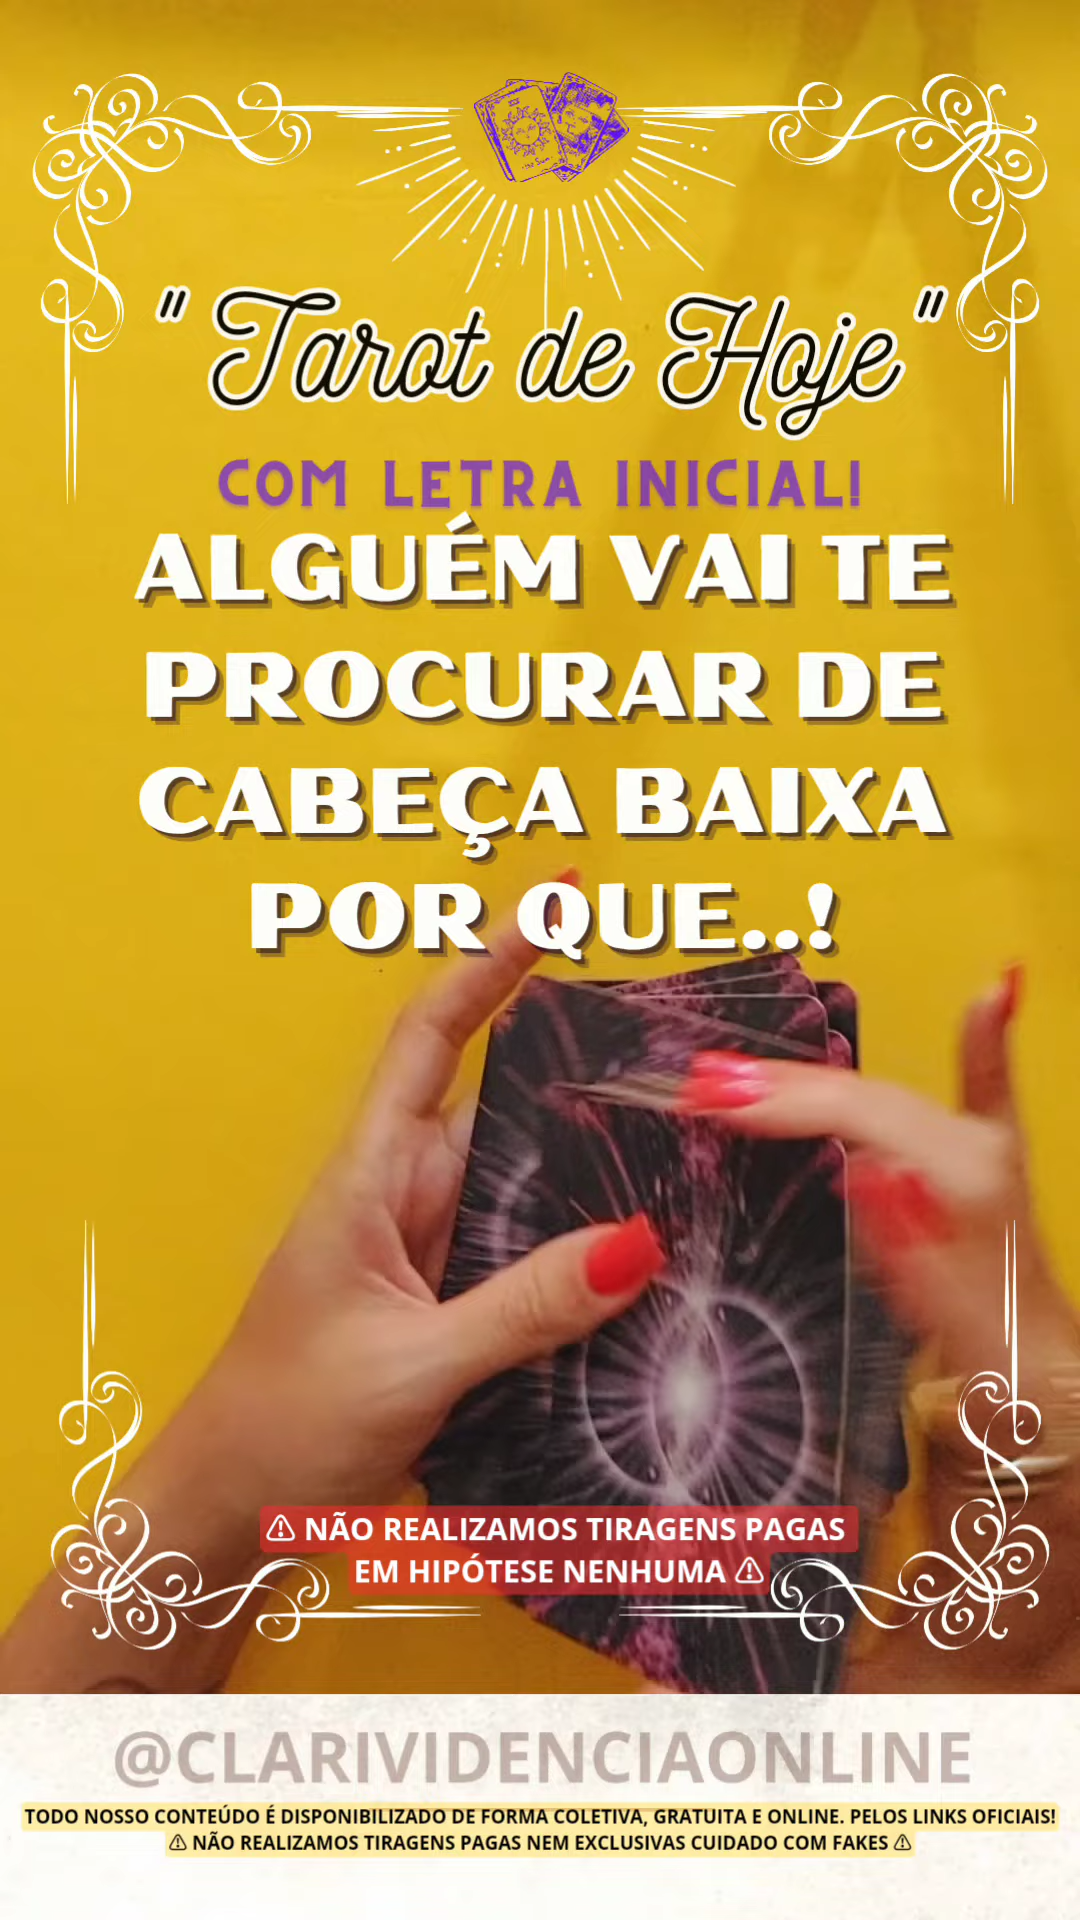 " Tarot de Hoje "
COM LETRA INICIAL!
ALGUÉM VAI TE
PROCURAR DE
CABEÇA BAIXA
POR QUE..!
⚠ NÃO REALIZAMOS TIRAGENS PAGAS
EM HIPÓTESE NENHUMA ⚠
@CLARIVIDENCIAONLINE
TODO NOSSO CONTEÚDO É DISPONIBILIZADO DE FORMA COLETIVA, GRATUITA E ONLINE. PELOS LINKS OFICIAIS!
⚠ NÃO REALIZAMOS TIRAGENS PAGAS NEM EXCLUSIVAS CUIDADO COM FAKES ⚠